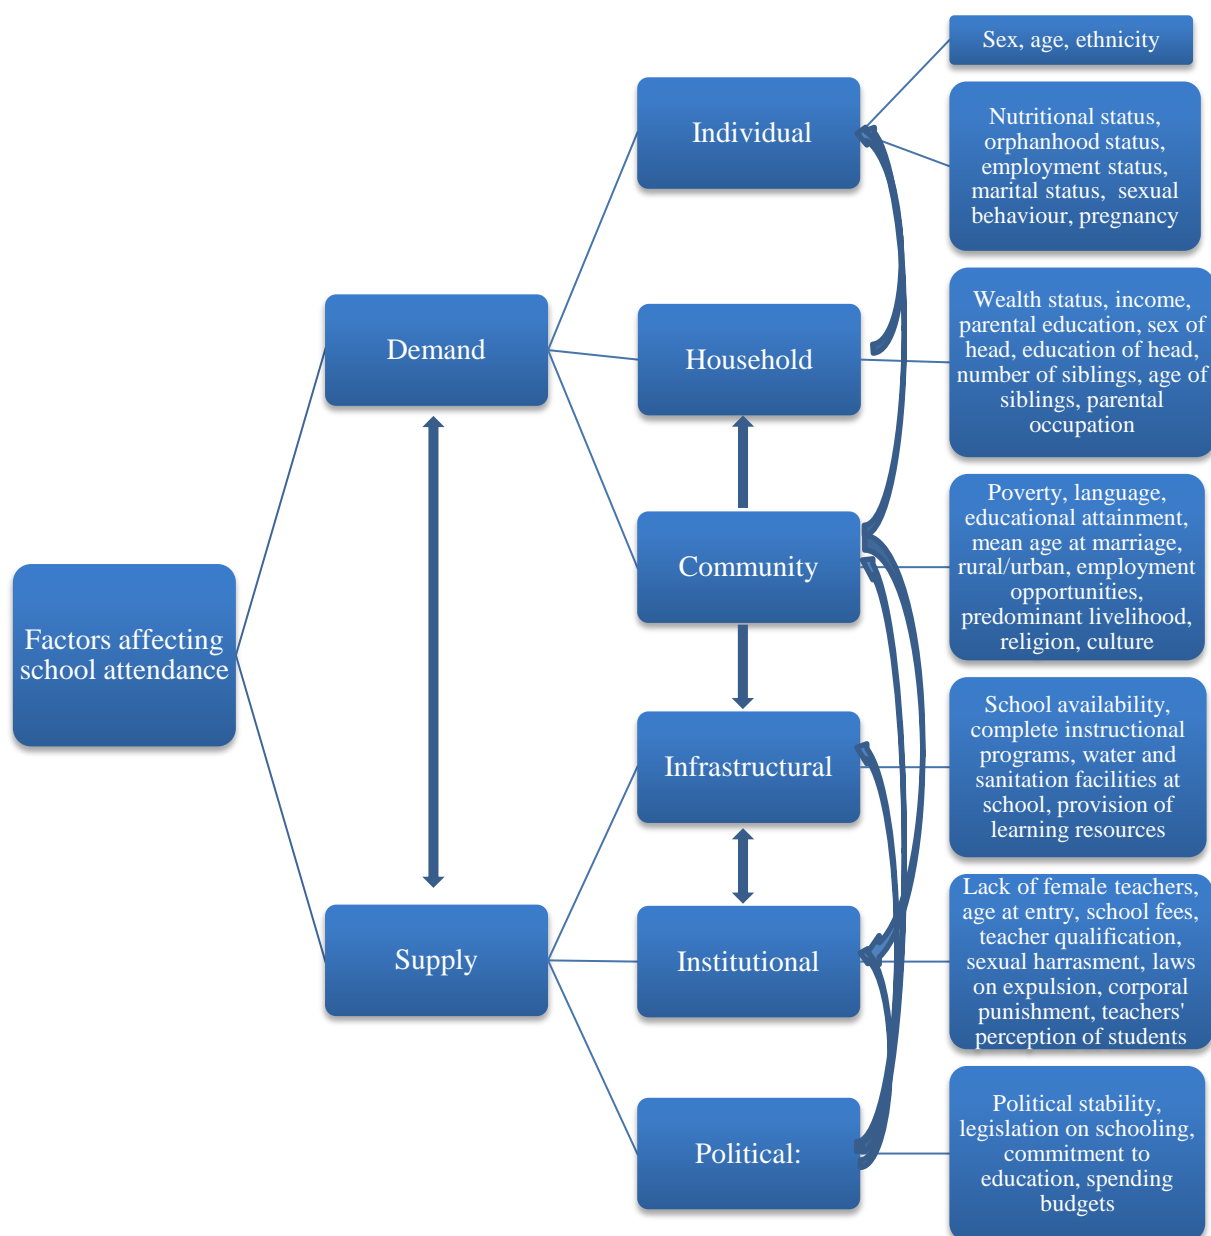 Factors affecting
school attendance
Demand
Supply
Individual
Household
Community
Infrastructural
Institutional
Political:
Sex, age, ethnicity
Nutritional status,
orphanhood status,
employment status,
marital status,  sexual
behaviour, pregnancy
Wealth status, income,
parental education, sex of
head, education of head,
number of siblings, age of
siblings, parental
occupation
Poverty, language,
educational attainment,
mean age at marriage,
rural/urban, employment
opportunities,
predominant livelihood,
religion, culture
School availability,
complete instructional
programs, water and
sanitation facilities at
school, provision of
learning resources
Lack of female teachers,
age at entry, school fees,
teacher qualification,
sexual harrasment, laws
on expulsion, corporal
punishment, teachers'
perception of students
Political stability,
legislation on schooling,
commitment to
education, spending
budgets